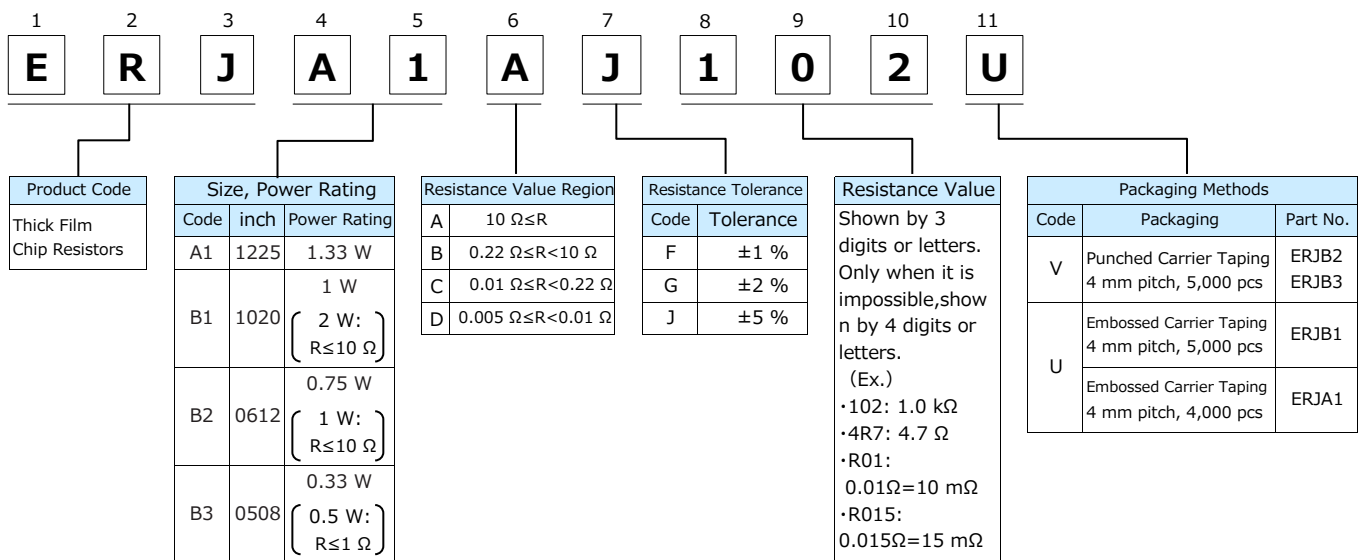 1 2 3 4 5 6 7 8 9 10 11
E R J A 1 A J 1 0 2 U
Product Code
Thick Film
Chip Resistors
Size, Power Rating
Code inch Power Rating
A1 1225 1.33 W
B1 1020 1 W
2 W:
R≤10 Ω
B2 0612 0.75 W
1 W:
R≤10 Ω
B3 0508 0.33 W
0.5 W:
R≤1 Ω
Resistance Value Region
A 10 Ω≤R
B 0.22 Ω≤R<10 Ω
C 0.01 Ω≤R<0.22 Ω
D 0.005 Ω≤R<0.01 Ω
Resistance Tolerance
Code Tolerance
F ±1 %
G ±2 %
J ±5 %
Resistance Value
Shown by 3
digits or letters.
Only when it is
impossible,show
n by 4 digits or
letters.
(Ex.)
・102: 1.0 kΩ
・4R7: 4.7 Ω
・R01:
0.01Ω=10 mΩ
・R015:
0.015Ω=15 mΩ
Packaging Methods
Code Packaging Part No.
V Punched Carrier Taping
4 mm pitch, 5,000 pcs
ERJB2
ERJB3
U Embossed Carrier Taping
4 mm pitch, 5,000 pcs
ERJB1
Embossed Carrier Taping
4 mm pitch, 4,000 pcs
ERJA1